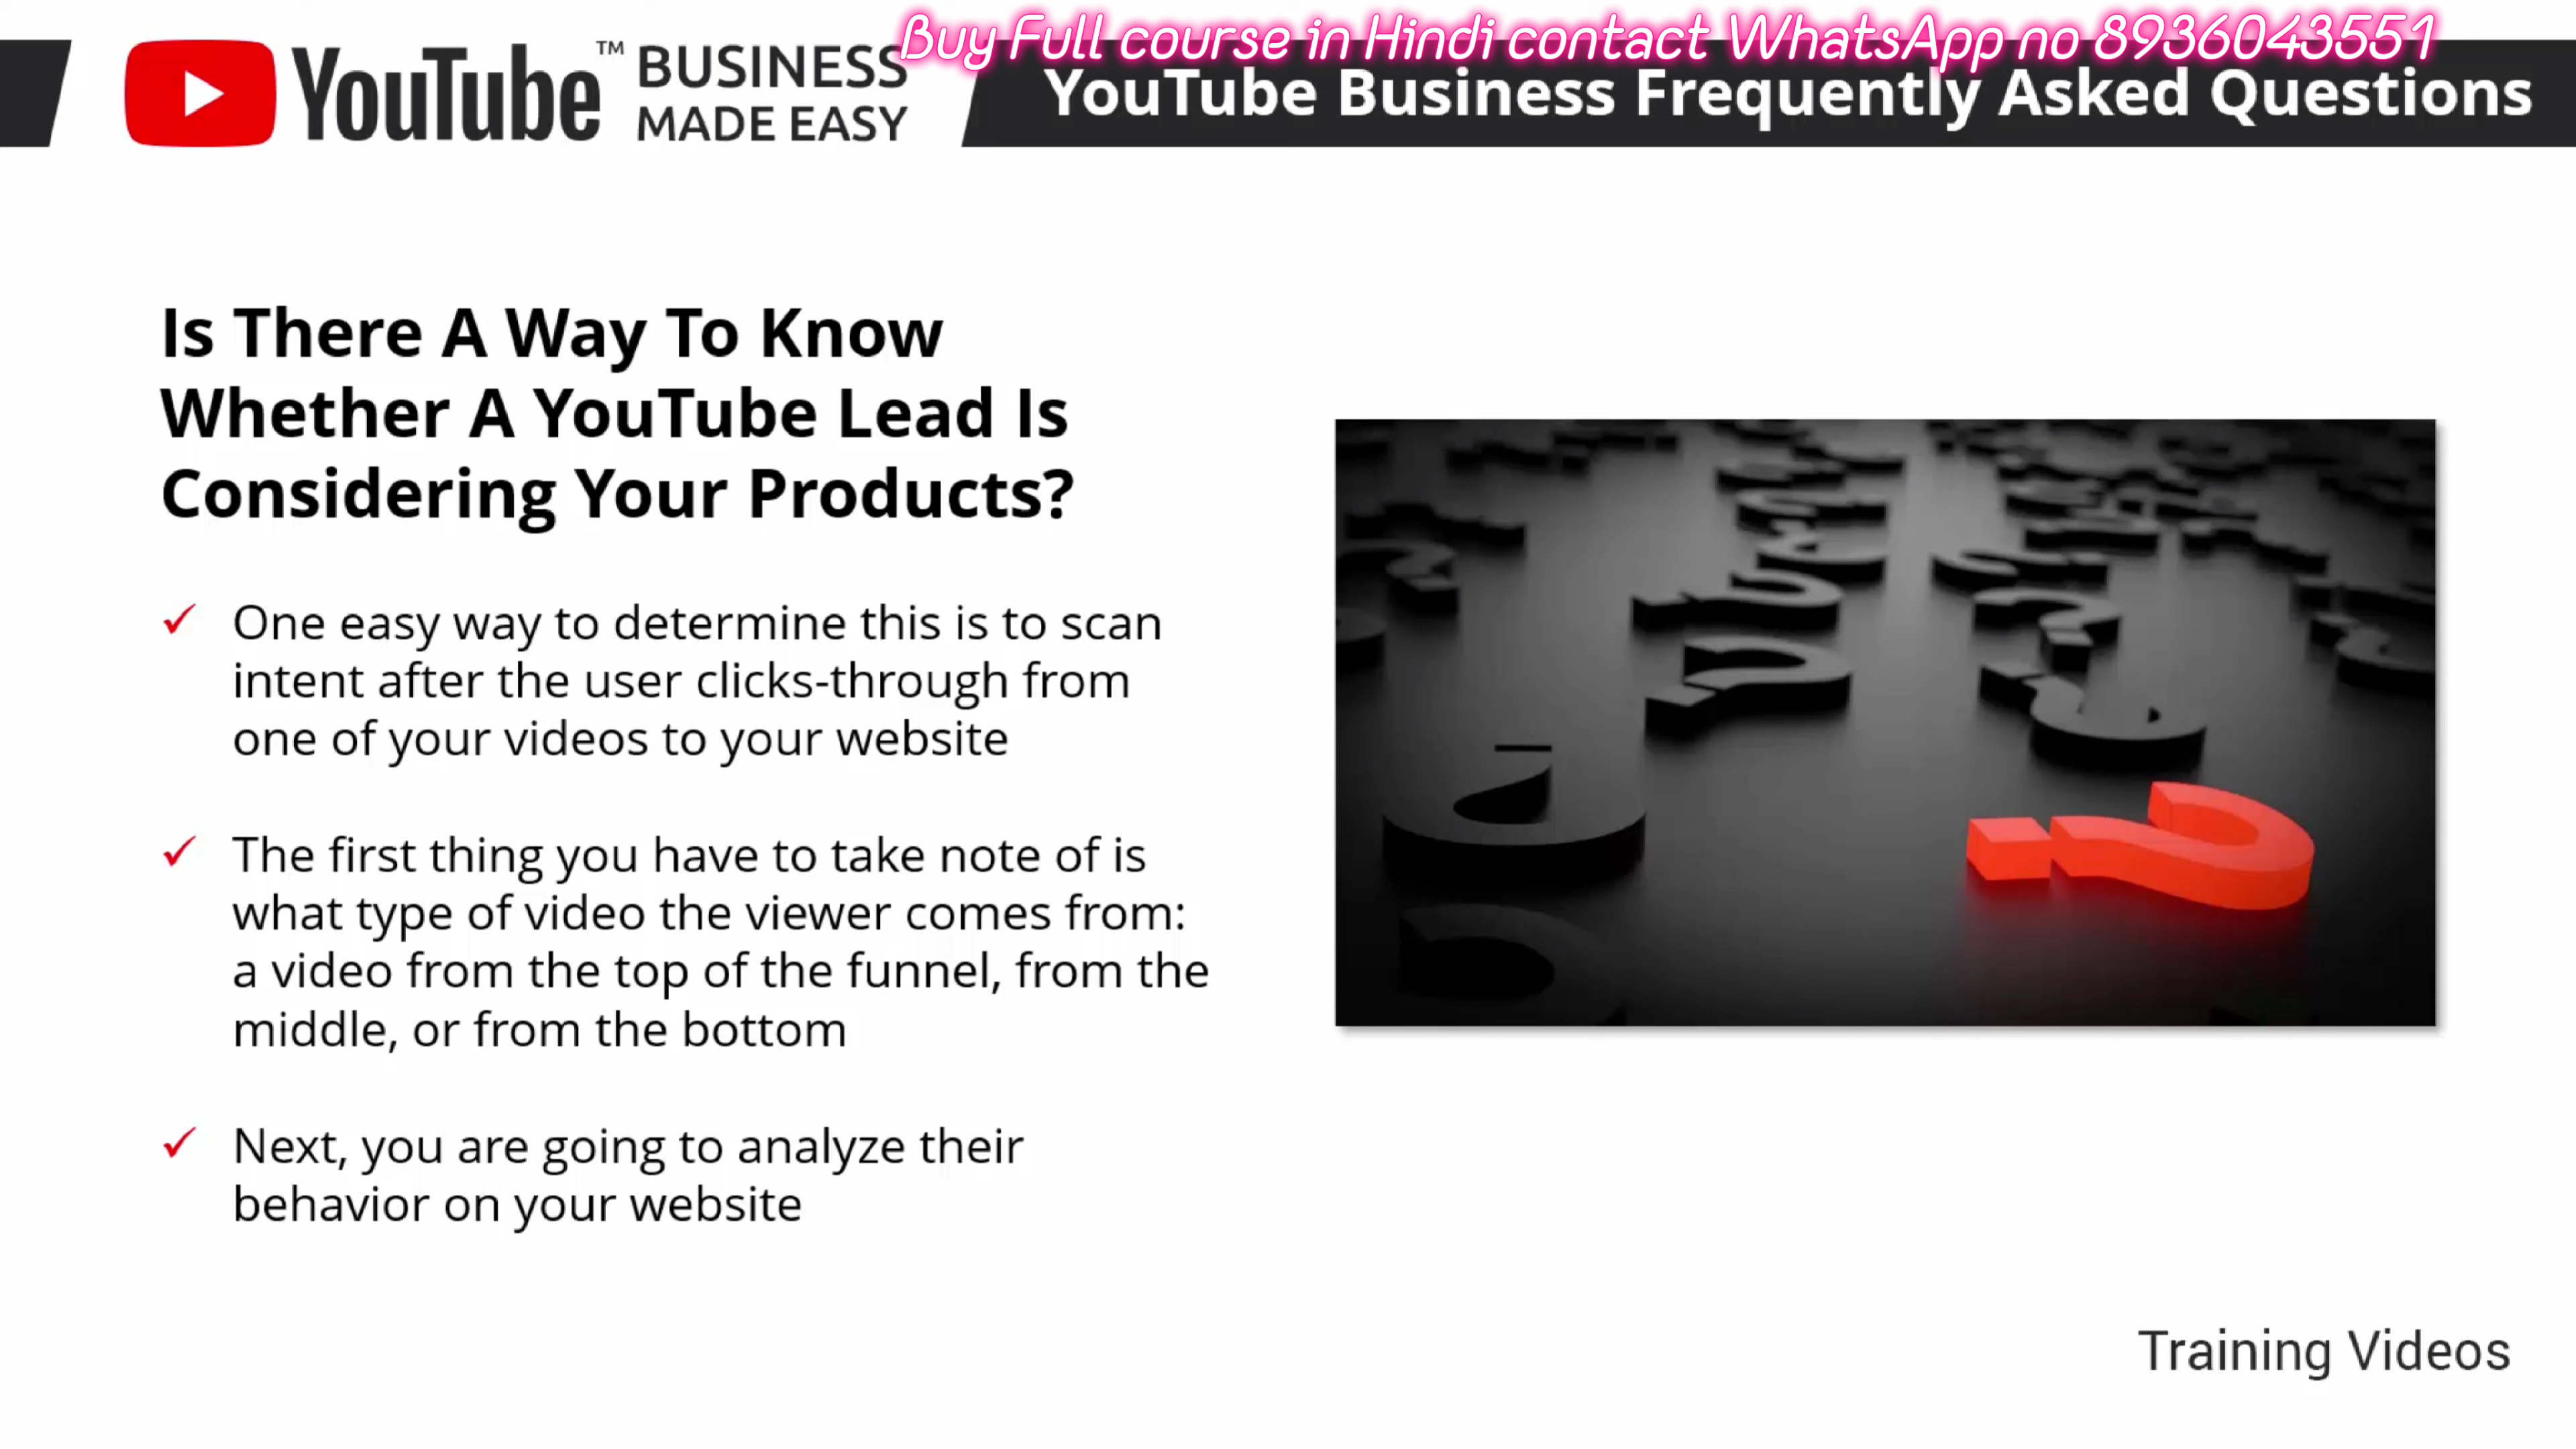 Buy Full course in Hindi contact WhatsApp no 8936043551
YouTube™ BUSINESS
MADE EASY
YouTube Business Frequently Asked Questions
Is There A Way To Know
Whether A YouTube Lead Is
Considering Your Products?
✓ One easy way to determine this is to scan
intent after the user clicks-through from
one of your videos to your website
✓ The first thing you have to take note of is
what type of video the viewer comes from:
a video from the top of the funnel, from the
middle, or from the bottom
✓ Next, you are going to analyze their
behavior on your website
Training Videos